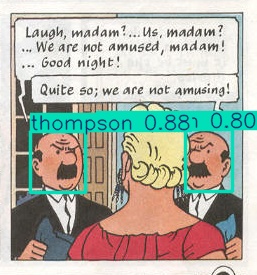 Laugh, madam?... Us, madam?
... We are not amused, madam!
... Good night!
Quite so; we are not amusing!
thompson 0.881 0.80